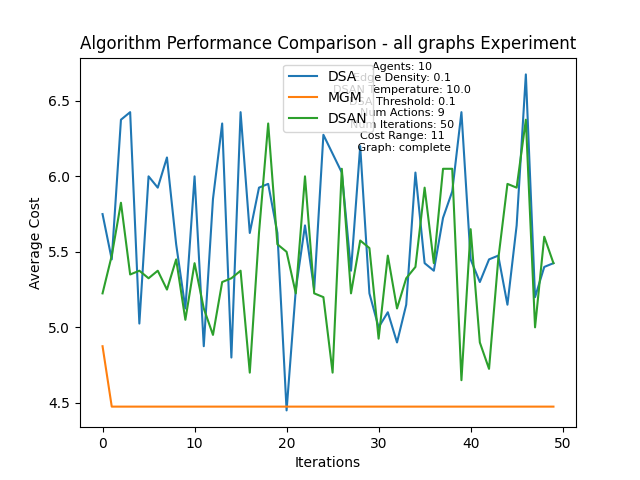 Algorithm Performance Comparison - all graphs Experiment
DSA
MGM
DSAN
Agents: 10
Edge Density: 0.1
DSAN Temperature: 10.0
DSA Threshold: 0.1
Num Actions: 9
Num Iterations: 50
Cost Range: 11
Graph: complete
Average Cost
6.5
6.0
5.5
5.0
4.5
0 10 20 30 40 50
Iterations